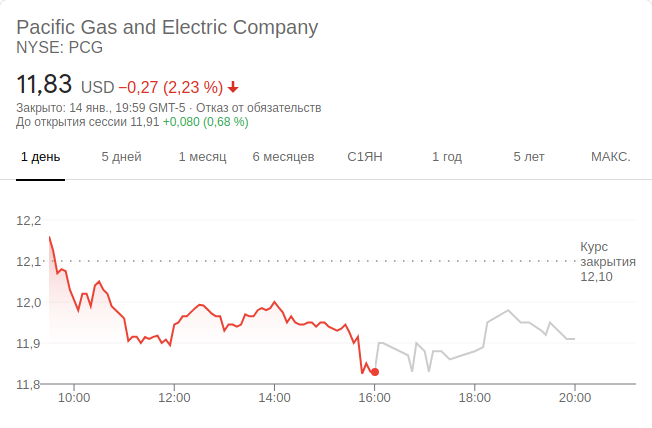 Pacific Gas and Electric Company
NYSE: PCG
11,83 USD −0,27 (2,23 %)
Закрыто: 14 янв., 19:59 GMT-5 · Отказ от обязательств
До открытия сессии 11,91 +0,080 (0,68 %)
1 день 5 дней 1 месяц 6 месяцев С1ЯН 1 год 5 лет МАКС.
12,2
12,1
12,0
11,9
11,8
Курс
закрытия
12,10
10:00 12:00 14:00 16:00 18:00 20:00